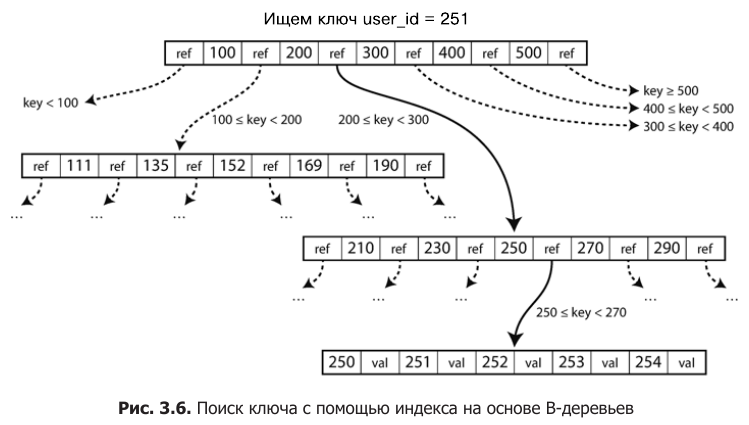 Ищем ключ user_id = 251
ref 100 ref 200 ref 300 ref 400 ref 500 ref
key < 100
100 ≤ key < 200
200 ≤ key < 300
key ≥ 500
400 ≤ key < 500
300 ≤ key < 400
ref 111 ref 135 ref 152 ref 169 ref 190 ref
... ... ... ... ... ...
ref 210 ref 230 ref 250 ref 270 ref 290 ref
... ... ... ... ...
250 ≤ key < 270
250 val 251 val 252 val 253 val 254 val
Рис. 3.6. Поиск ключа с помощью индекса на основе B-деревьев